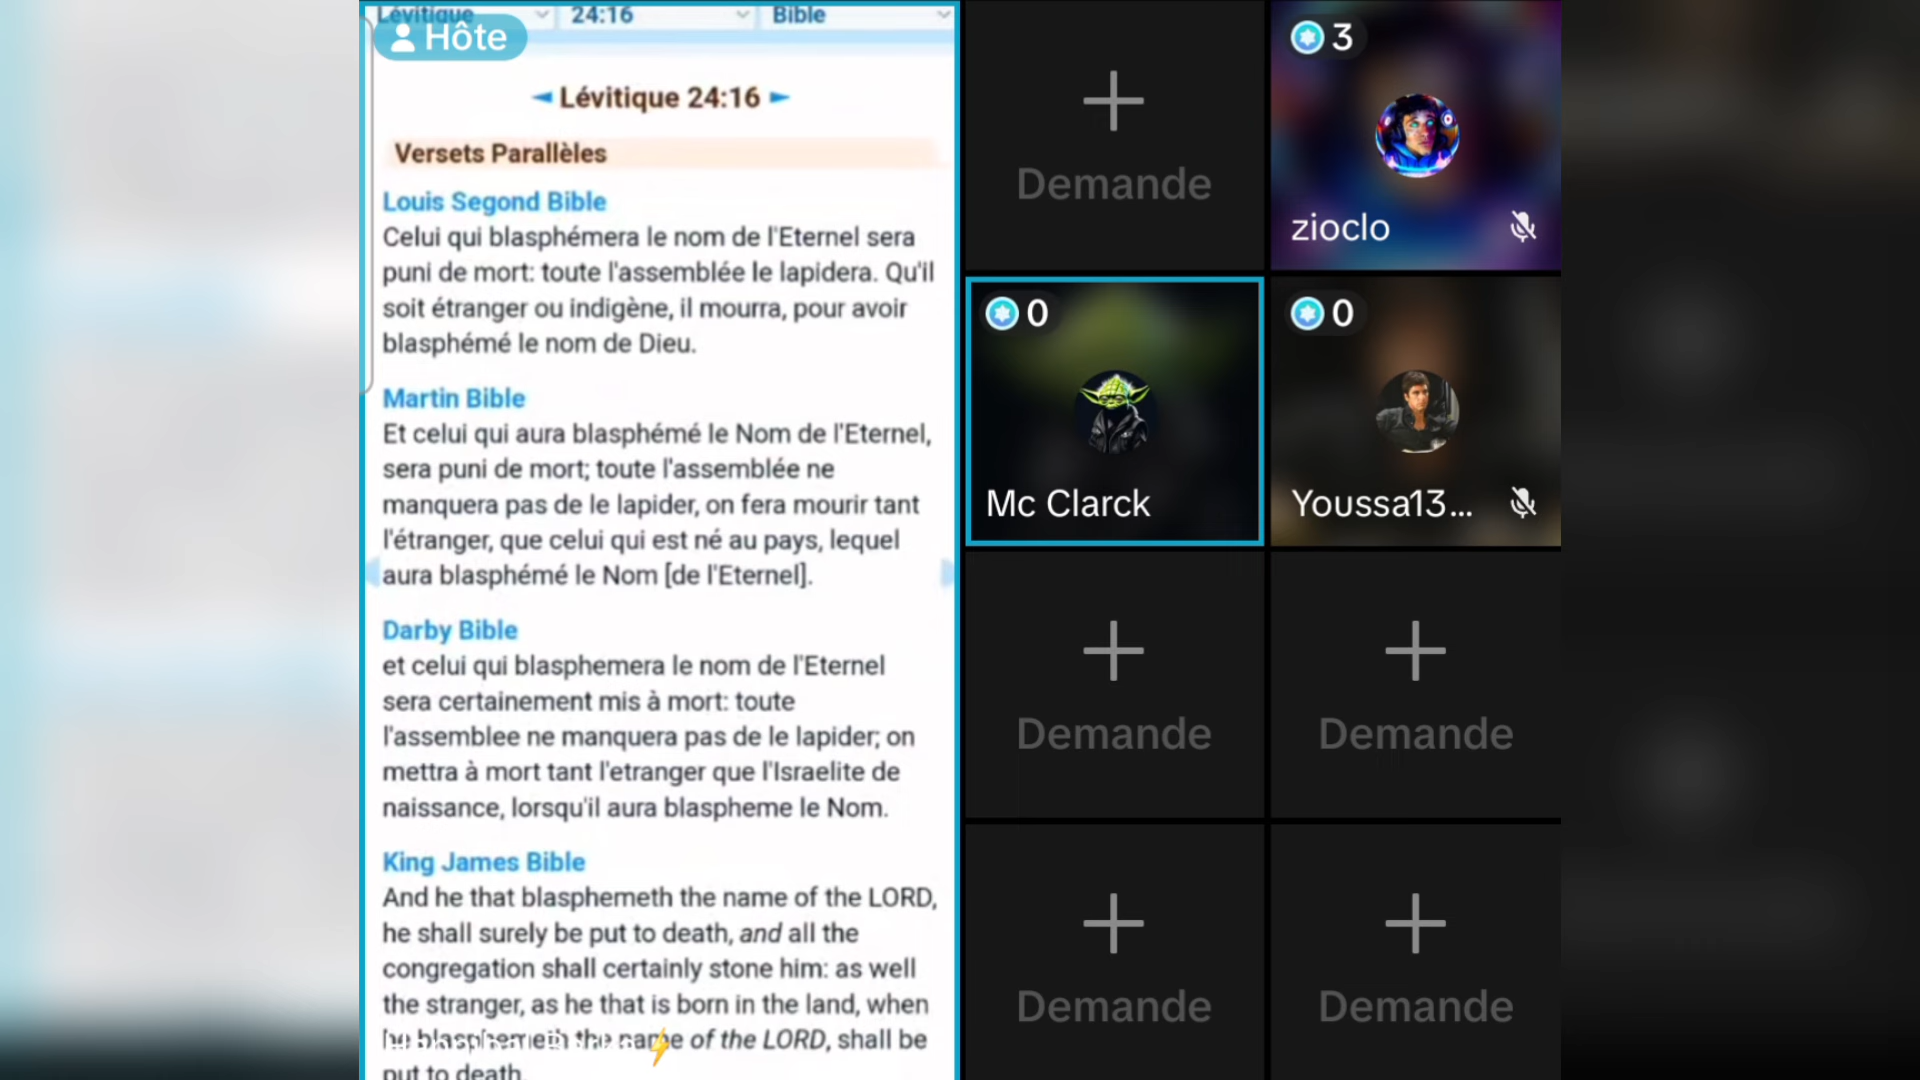 Lévitique
24:16
Bible
Hôte
Lévitique 24:16
Versets Parallèles
Louis Segond Bible
Celui qui blasphémera le nom de l'Eternel sera
puni de mort: toute l'assemblée le lapidera. Qu'il
soit étranger ou indigène, il mourra, pour avoir
blasphémé le nom de Dieu.
Martin Bible
Et celui qui aura blasphémé le Nom de l'Eternel,
sera puni de mort; toute l'assemblée ne
manquera pas de le lapider, on fera mourir tant
l'étranger, que celui qui est né au pays, lequel
aura blasphémé le Nom [de l'Eternel].
Darby Bible
et celui qui blasphemera le nom de l'Eternel
sera certainement mis à mort: toute
l'assemblee ne manquera pas de le lapider; on
mettra à mort tant l'etranger que l'Israelite de
naissance, lorsqu'il aura blaspheme le Nom.
King James Bible
And he that blasphemeth the name of the LORD,
he shall surely be put to death, and all the
congregation shall certainly stone him: as well
the stranger, as he that is born in the land, when
he blasphemeth the name of the LORD, shall be
put to death.
Demande
3
zioclo
0
Mc Clarck
0
Youssa13...
Demande
Demande
Demande
Demande